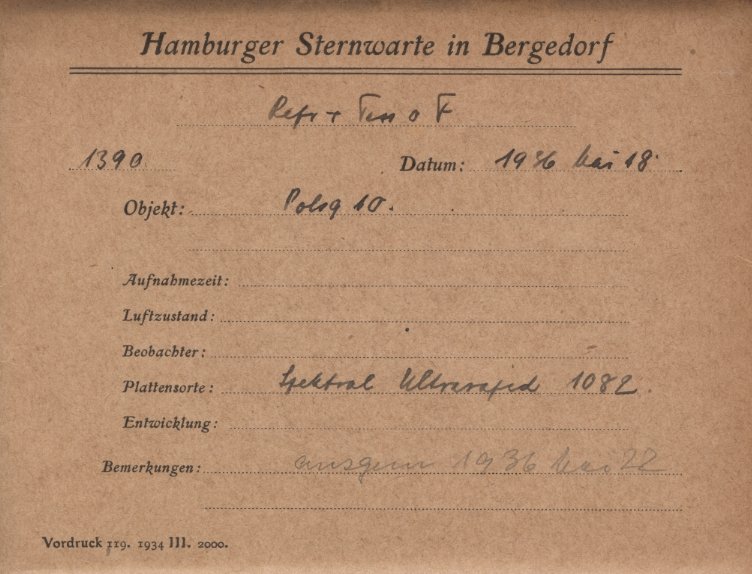 Hamburger Sternwarte in Bergedorf
Refr + Tess o F
1390 Datum: 1936 Mai 18
Objekt: Polsq 10.
Aufnahmezeit:
Luftzustand:
Beobachter:
Plattensorte: Spektral Ultrarapid 1082
Entwicklung:
Bemerkungen: ausgem 1936 Mai 22
Vordruck 119. 1934 III. 2000.